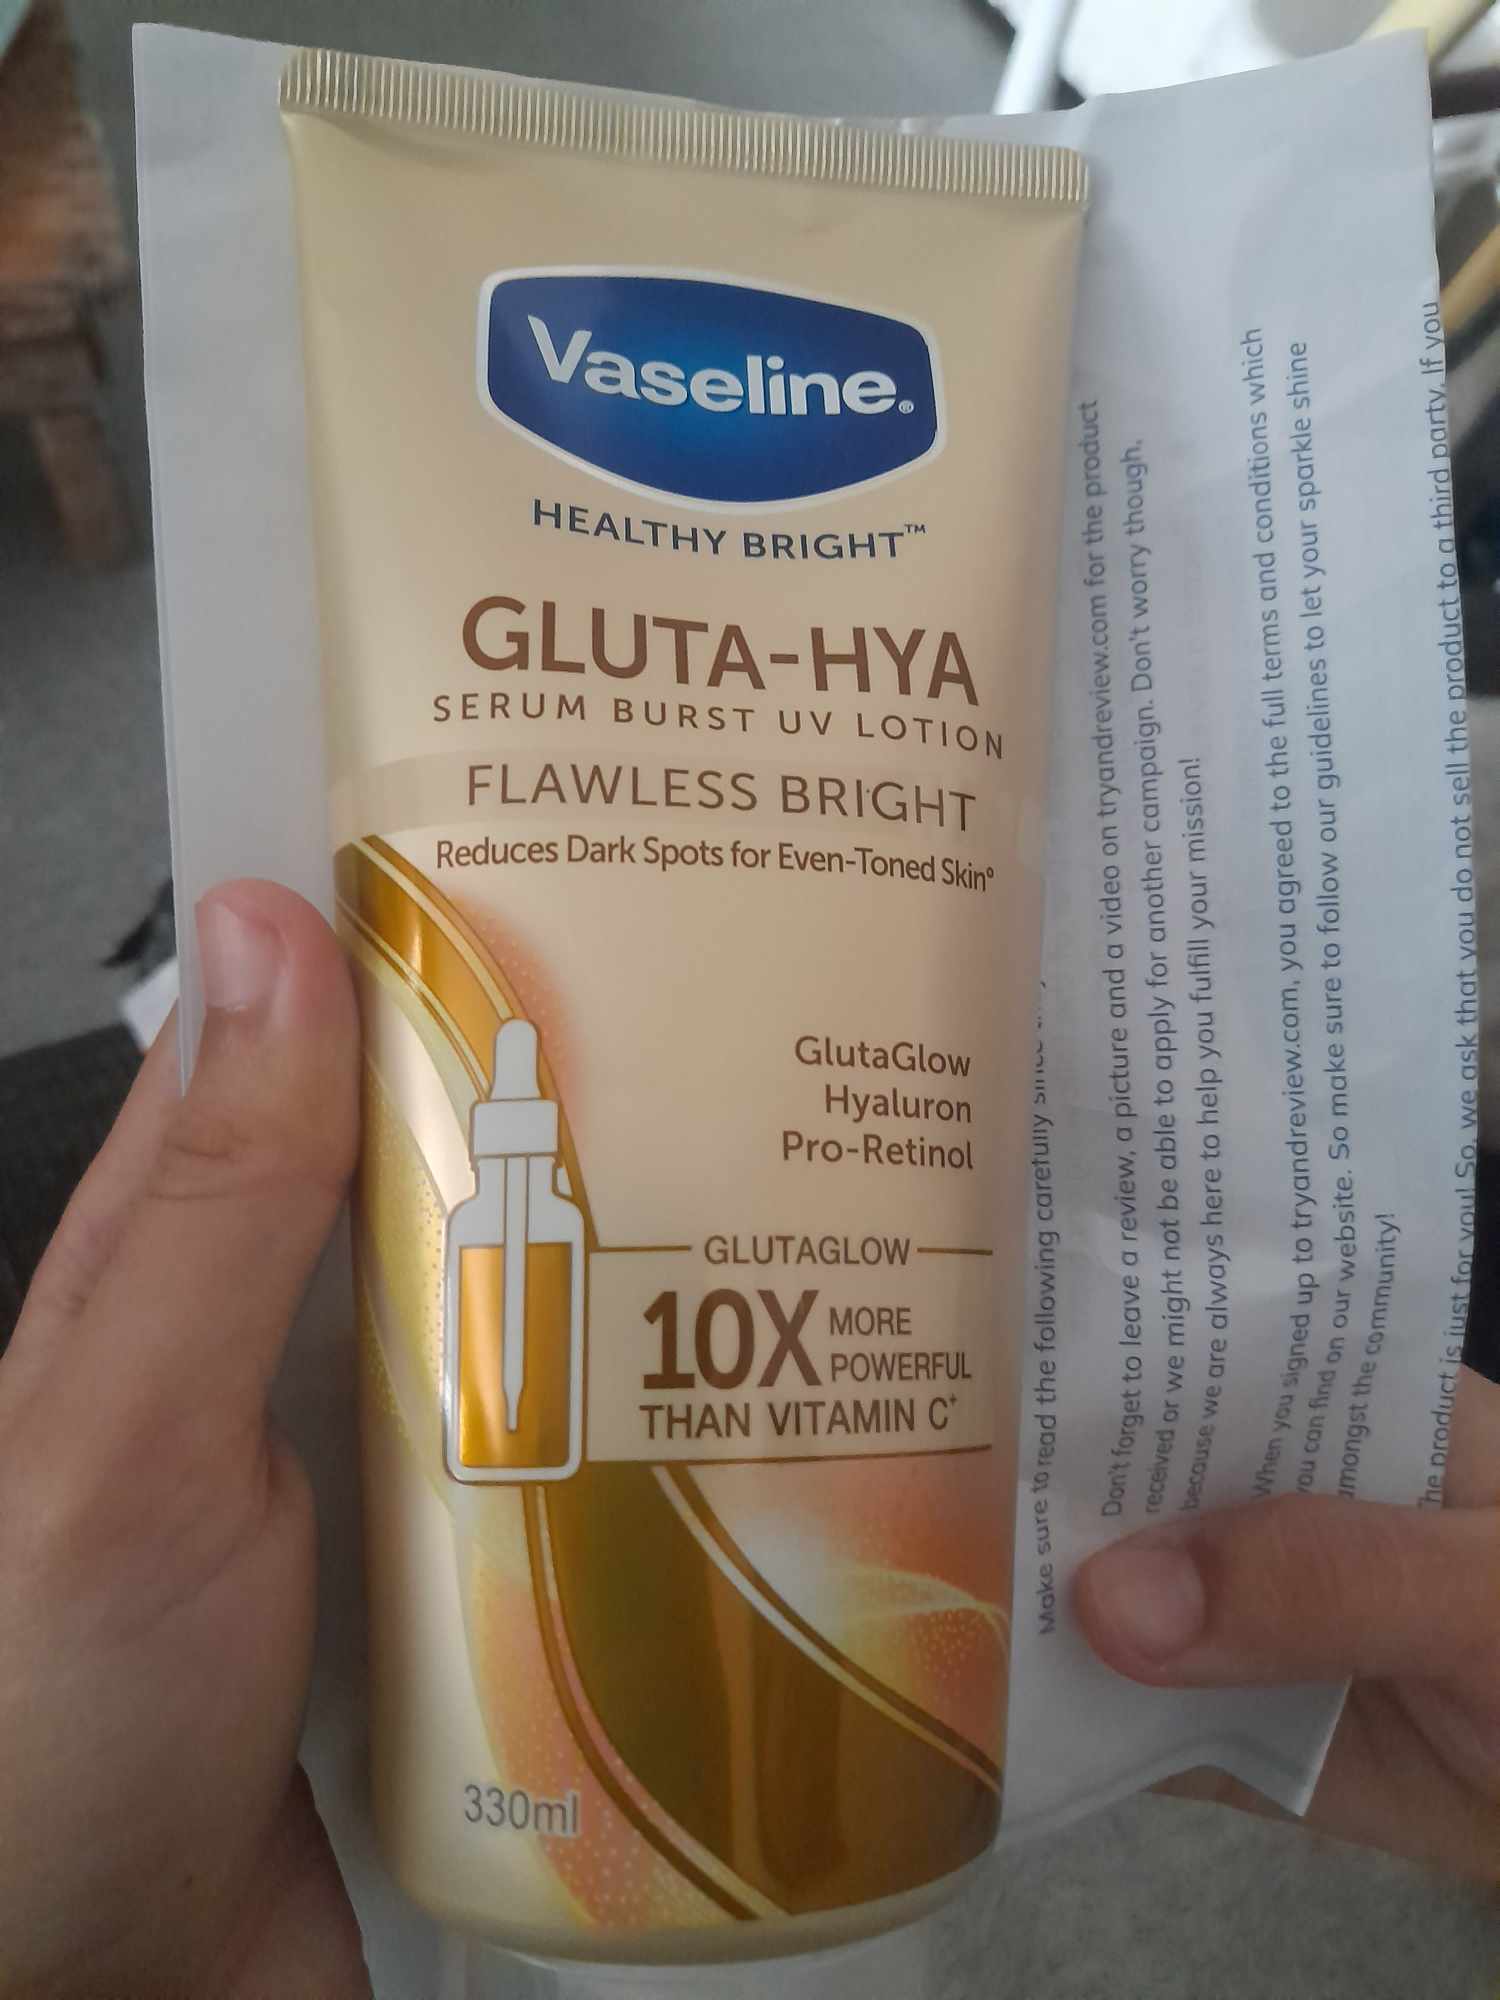 Vaseline®
HEALTHY BRIGHT™
GLUTA-HYA
SERUM BURST UV LOTION
FLAWLESS BRIGHT
Reduces Dark Spots for Even-Toned Skin°
GlutaGlow
Hyaluron
Pro-Retinol
GLUTAGLOW
10X MORE
POWERFUL
THAN VITAMIN C⁺
330ml
Make sure to read the following carefully since
Don't forget to leave a review, a picture and a video on tryandreview.com for the product
received or we might not be able to apply for another campaign. Don't worry though,
because we are always here to help you fulfill your mission!
When you signed up to tryandreview.com, you agreed to the full terms and conditions which
you can find on our website. So make sure to follow our guidelines to let your sparkle shine
amongst the community!
The product is just for you! So, we ask that you do not sell the product to a third party. If you